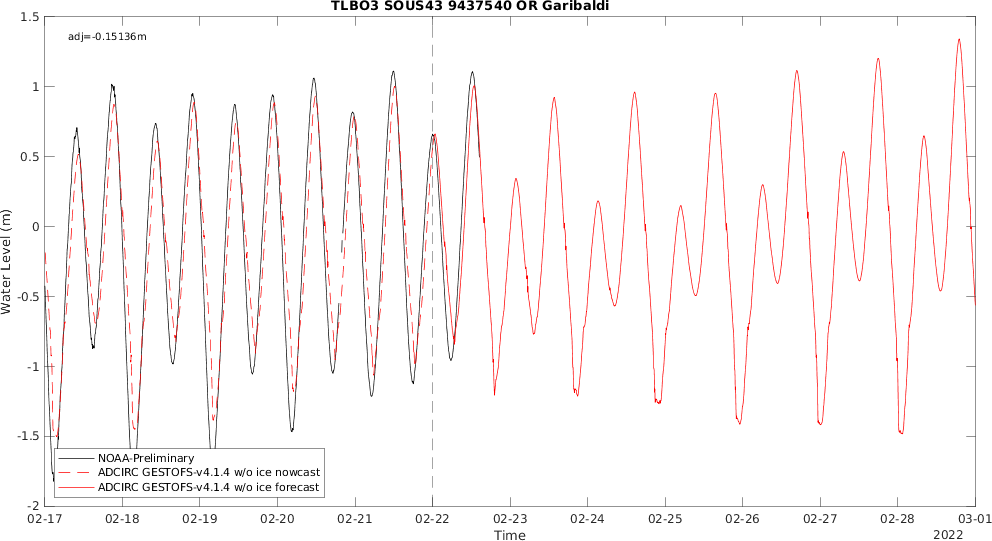 TLBO3 SOUS43 9437540 OR Garibaldi
adj=-0.15136m
1.5
1
0.5
0
-0.5
-1
-1.5
-2
Water Level (m)
NOAA-Preliminary
ADCIRC GESTOFS-v4.1.4 w/o ice nowcast
ADCIRC GESTOFS-v4.1.4 w/o ice forecast
02-17 02-18 02-19 02-20 02-21 02-22 02-23 02-24 02-25 02-26 02-27 02-28 03-01
Time
2022